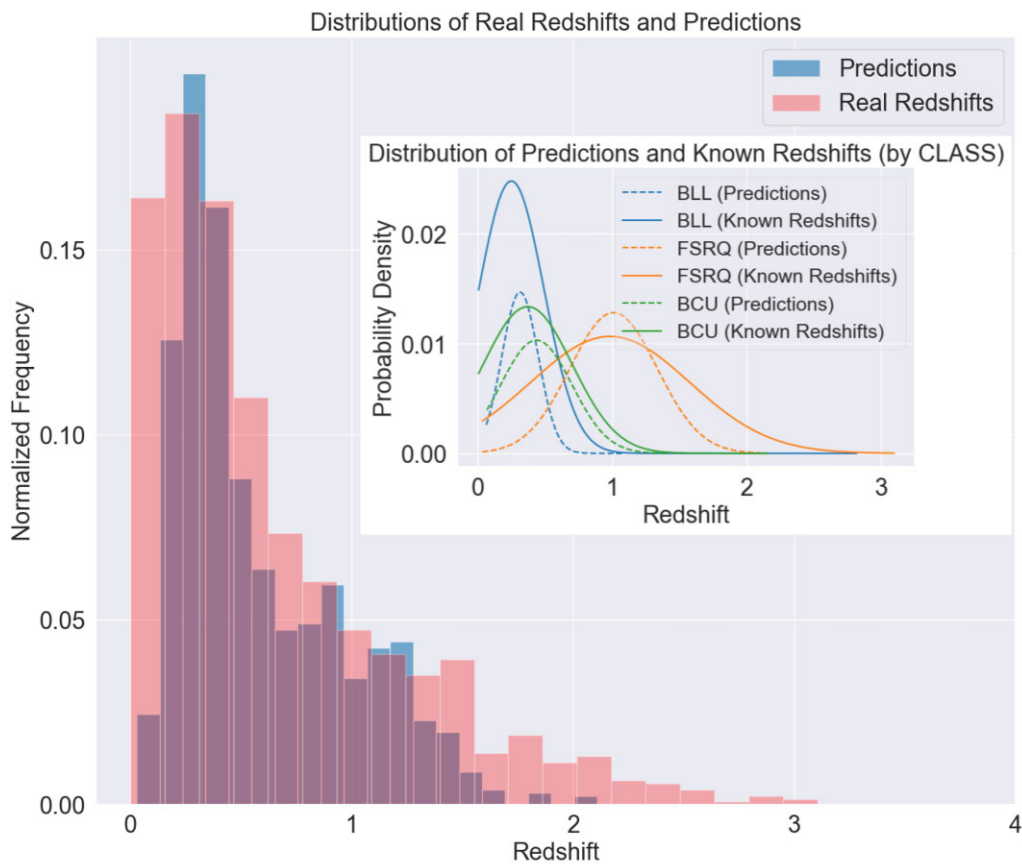 Distributions of Real Redshifts and Predictions
Predictions
Real Redshifts
Distribution of Predictions and Known Redshifts (by CLASS)
BLL (Predictions)
BLL (Known Redshifts)
FSRQ (Predictions)
FSRQ (Known Redshifts)
BCU (Predictions)
BCU (Known Redshifts)
Probability Density
0.02
0.01
0.00
0 1 2 3
Redshift
Normalized Frequency
0.15
0.10
0.05
0.00
0 1 2 3 4
Redshift